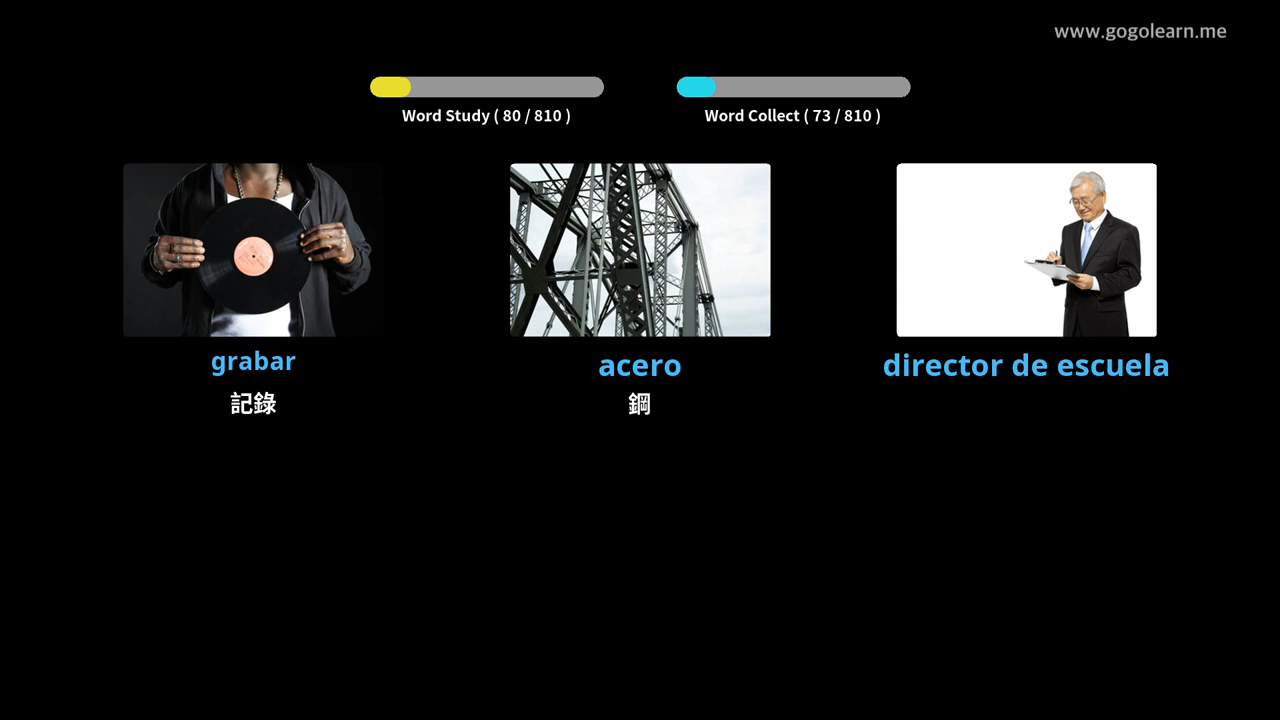 www.gogolearn.me
Word Study ( 80 / 810 )
Word Collect ( 73 / 810 )
grabar
記錄
acero
鋼
director de escuela